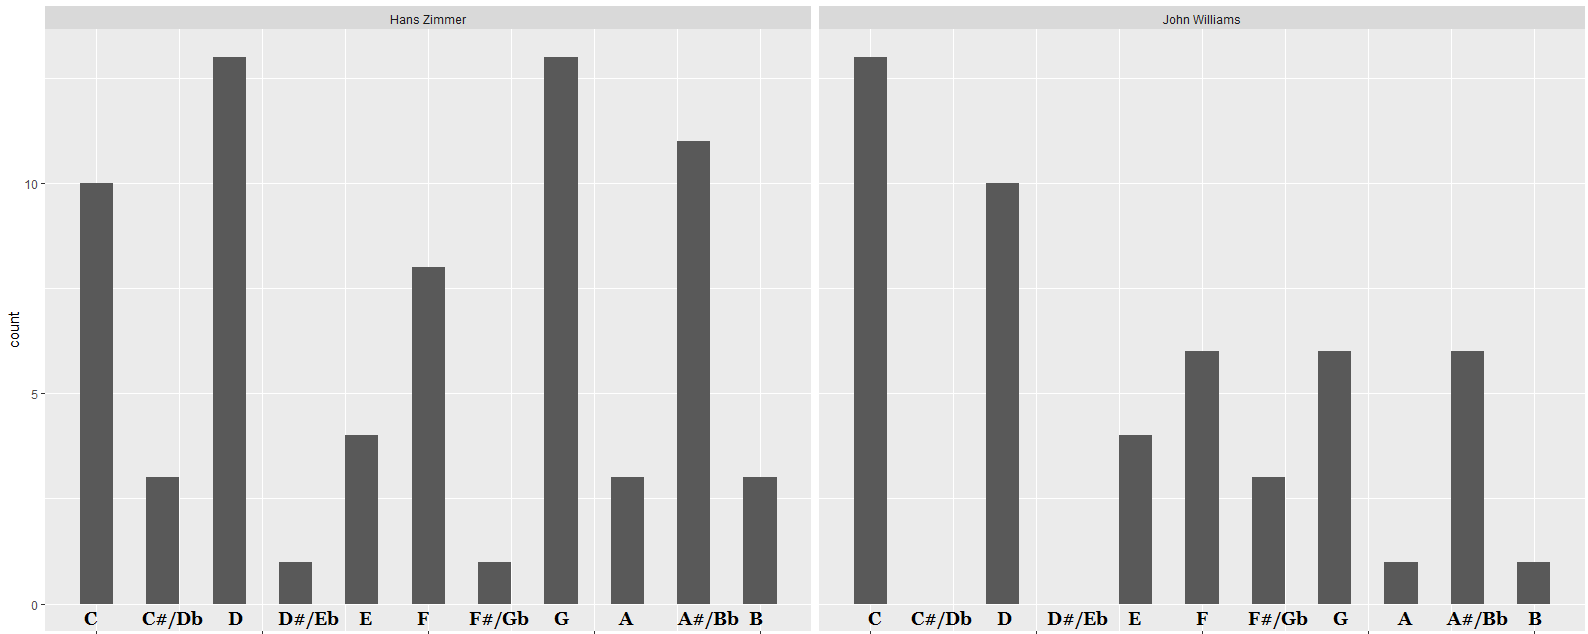 Hans Zimmer John Williams
count
10
5
0
C C#/Db D D#/Eb E F F#/Gb G A A#/Bb B C C#/Db D D#/Eb E F F#/Gb G A A#/Bb B